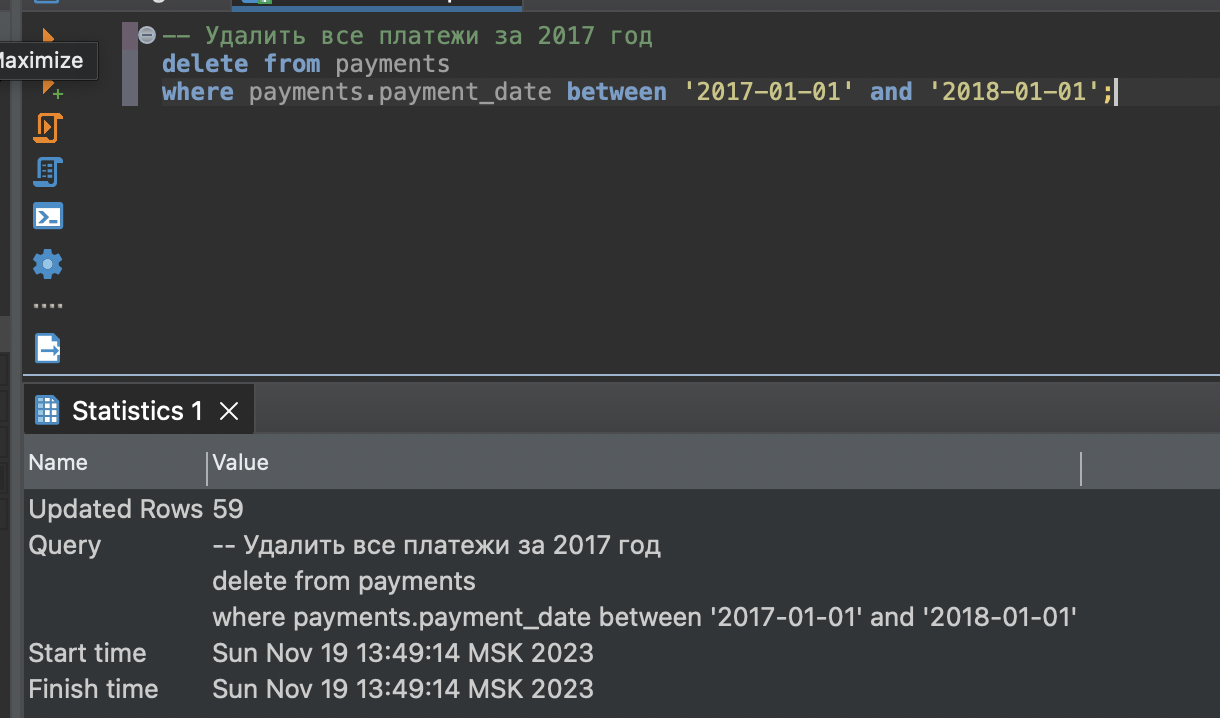 -- Удалить все платежи за 2017 год
delete from payments
Maximize
where payments.payment_date between '2017-01-01' and '2018-01-01';
Statistics 1
Name Value
Updated Rows 59
Query -- Удалить все платежи за 2017 год
delete from payments
where payments.payment_date between '2017-01-01' and '2018-01-01'
Start time Sun Nov 19 13:49:14 MSK 2023
Finish time Sun Nov 19 13:49:14 MSK 2023